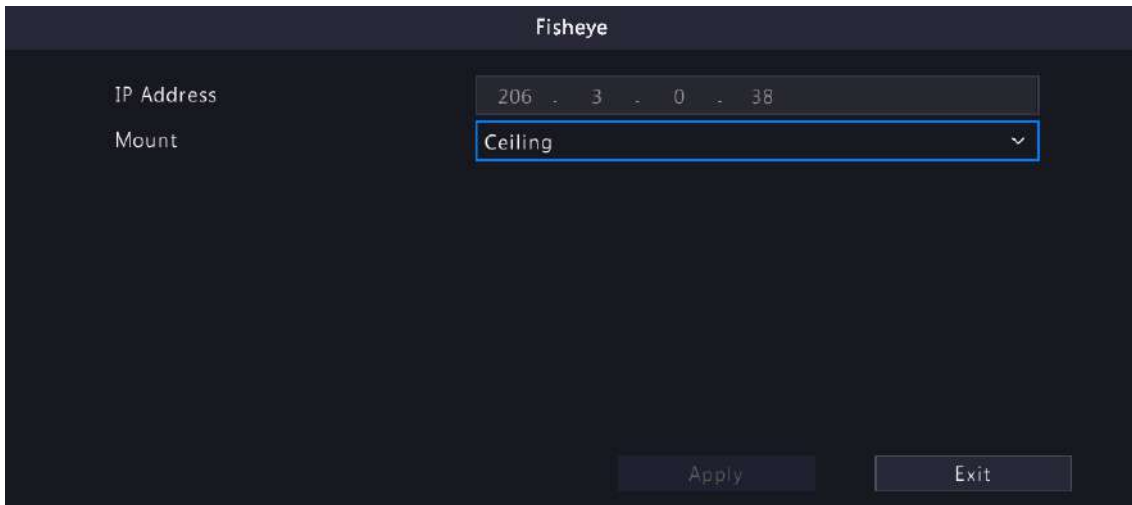 Fisheye
IP Address 206 . 3 . 0 . 38
Mount Ceiling
Apply Exit